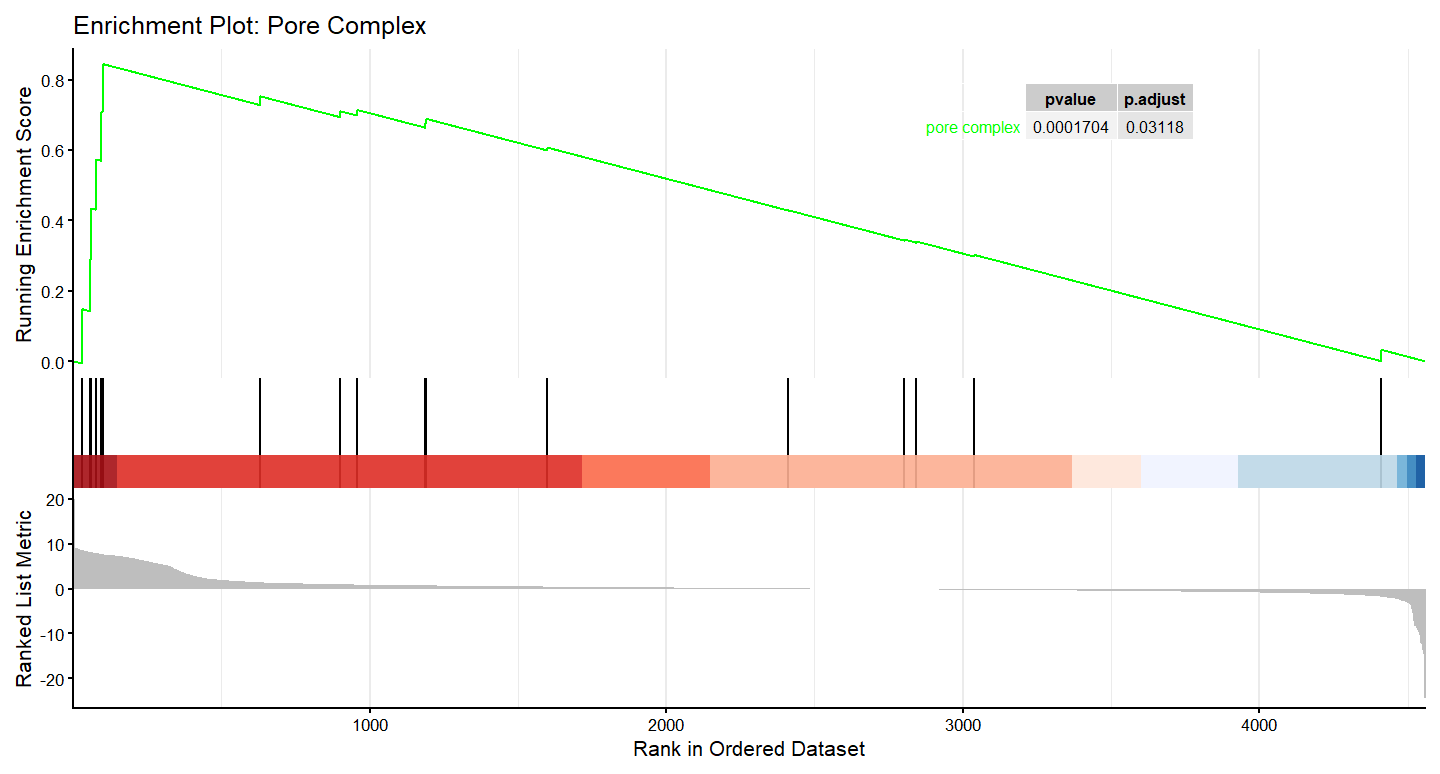 Enrichment Plot: Pore Complex
Running Enrichment Score
0.8
0.6
0.4
0.2
0.0
pvalue p.adjust
pore complex 0.0001704 0.03118
Ranked List Metric
20
10
0
-10
-20
1000 2000 3000 4000
Rank in Ordered Dataset